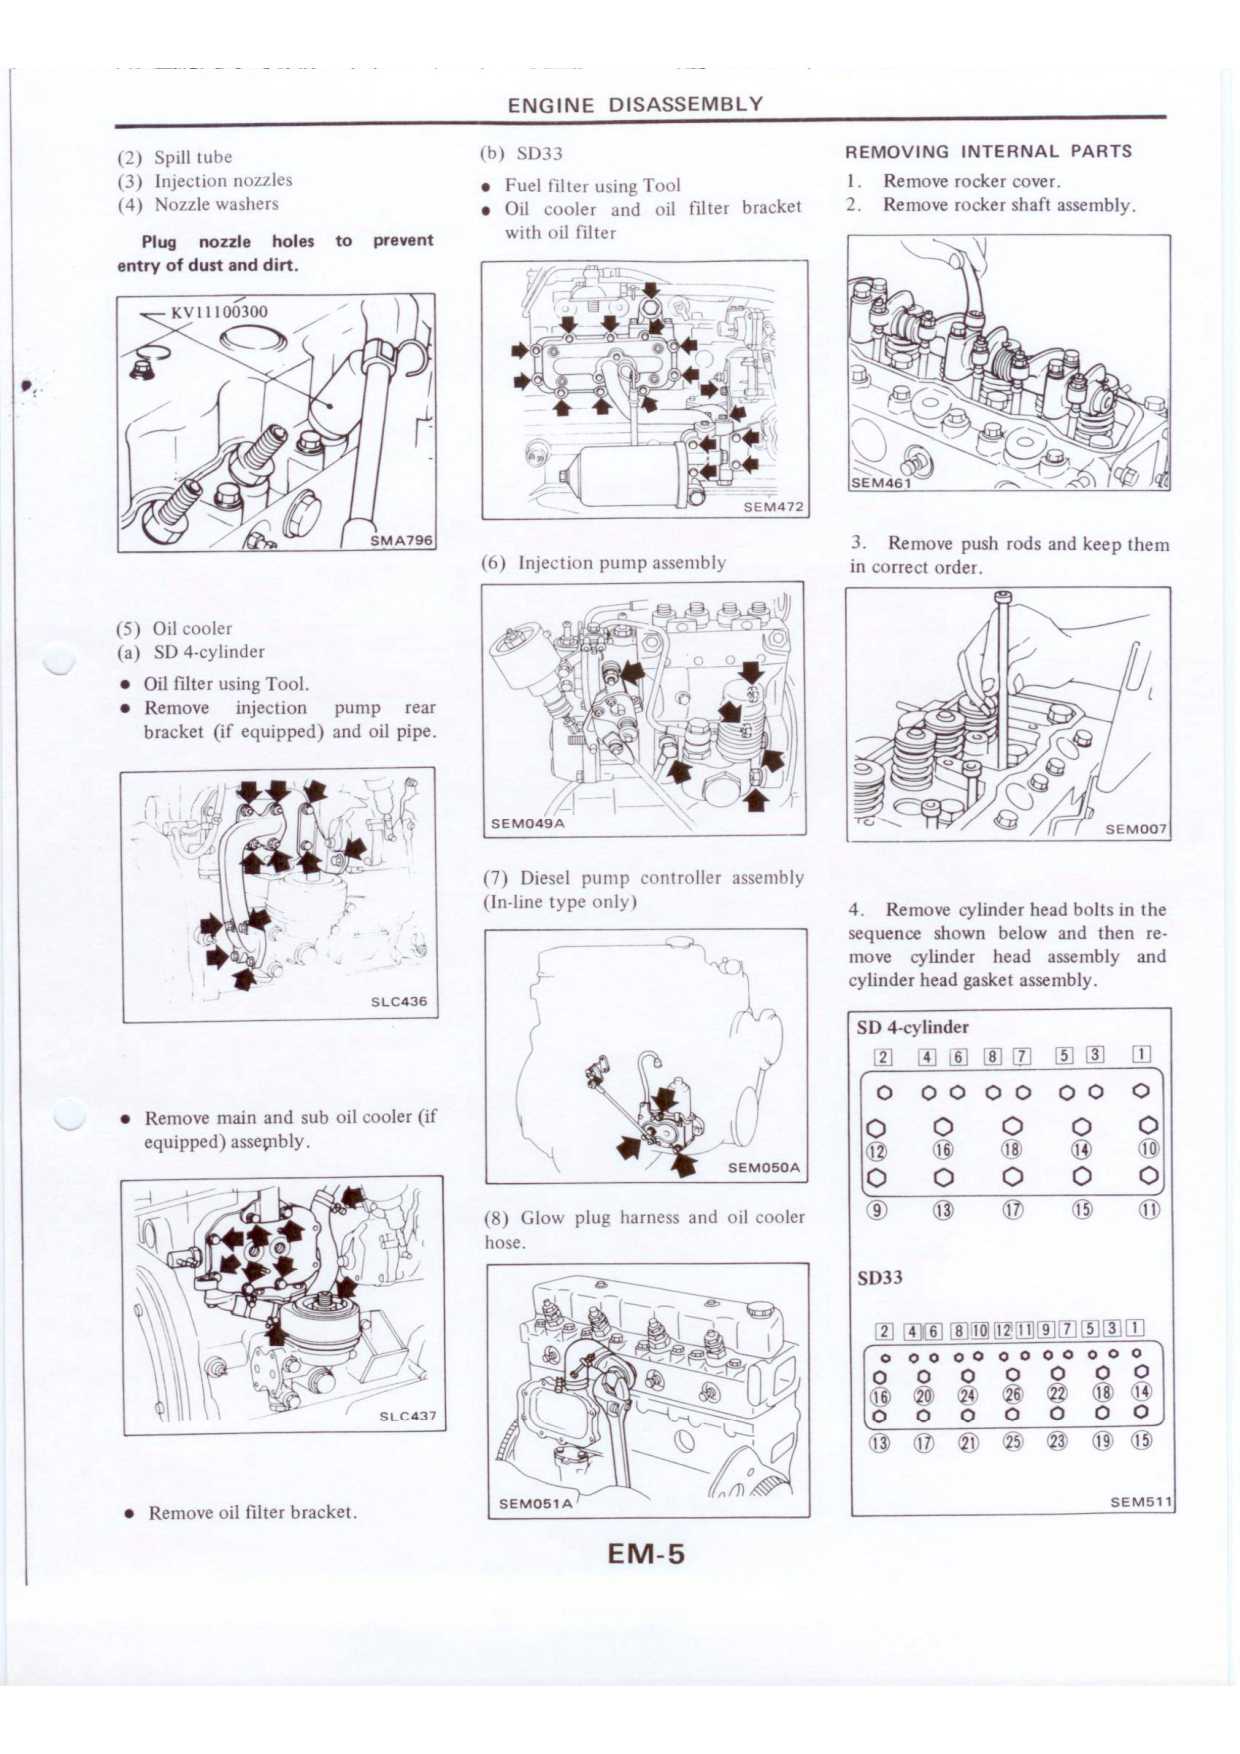 ENGINE DISASSEMBLY
(2) Spill tube
(3) Injection nozzles
(4) Nozzle washers
Plug nozzle holes to prevent
entry of dust and dirt.
KV11100300
SMA796
(5) Oil cooler
(a) SD 4-cylinder
● Oil filter using Tool.
● Remove injection pump rear
bracket (if equipped) and oil pipe.
SLC436
● Remove main and sub oil cooler (if
equipped) assembly.
SLC437
● Remove oil filter bracket.
(b) SD33
● Fuel filter using Tool
● Oil cooler and oil filter bracket
with oil filter
SEM472
(6) Injection pump assembly
SEM049A
(7) Diesel pump controller assembly
(In-line type only)
SEM050A
(8) Glow plug harness and oil cooler
hose.
SEM051A
REMOVING INTERNAL PARTS
1. Remove rocker cover.
2. Remove rocker shaft assembly.
SEM461
3. Remove push rods and keep them
in correct order.
SEM007
4. Remove cylinder head bolts in the
sequence shown below and then re-
move cylinder head assembly and
cylinder head gasket assembly.
SD 4-cylinder
2 4 6 8 7 5 3 1
12 16 18 14 10
9 13 17 15 11
SD33
2 4 6 8 10 12 11 9 7 5 3 1
16 20 24 26 22 18 14
13 17 21 25 23 19 15
SEM511
EM-5